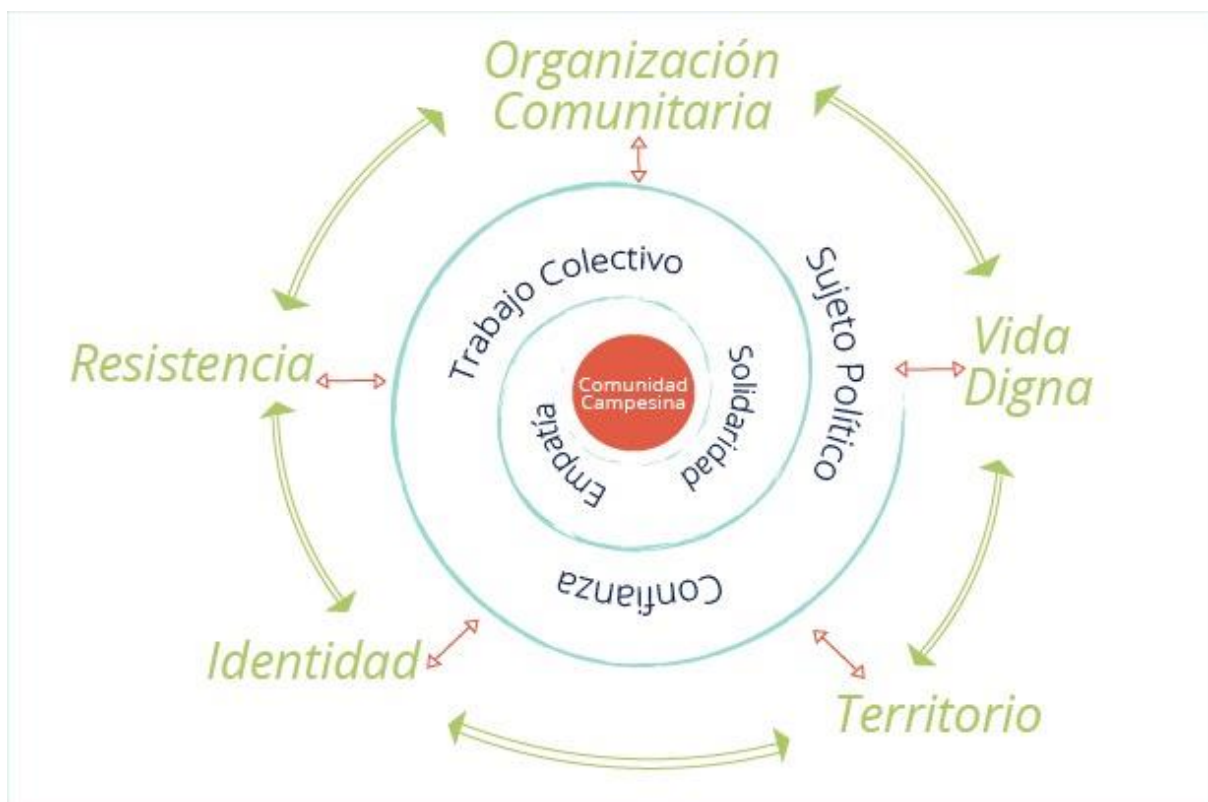 Organización
Comunitaria
Trabajo Colectivo
Sujeto Político
Resistencia
Vida
Digna
Solidaridad
Comunidad
Campesina
Empatía
Confianza
Identidad
Territorio